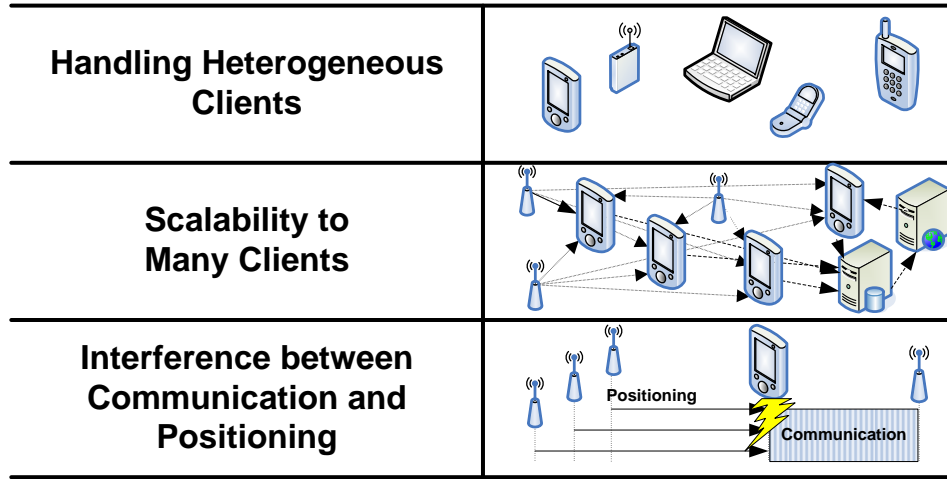 Handling Heterogeneous
Clients
Scalability to
Many Clients
Interference between
Communication and
Positioning
Positioning
Communication